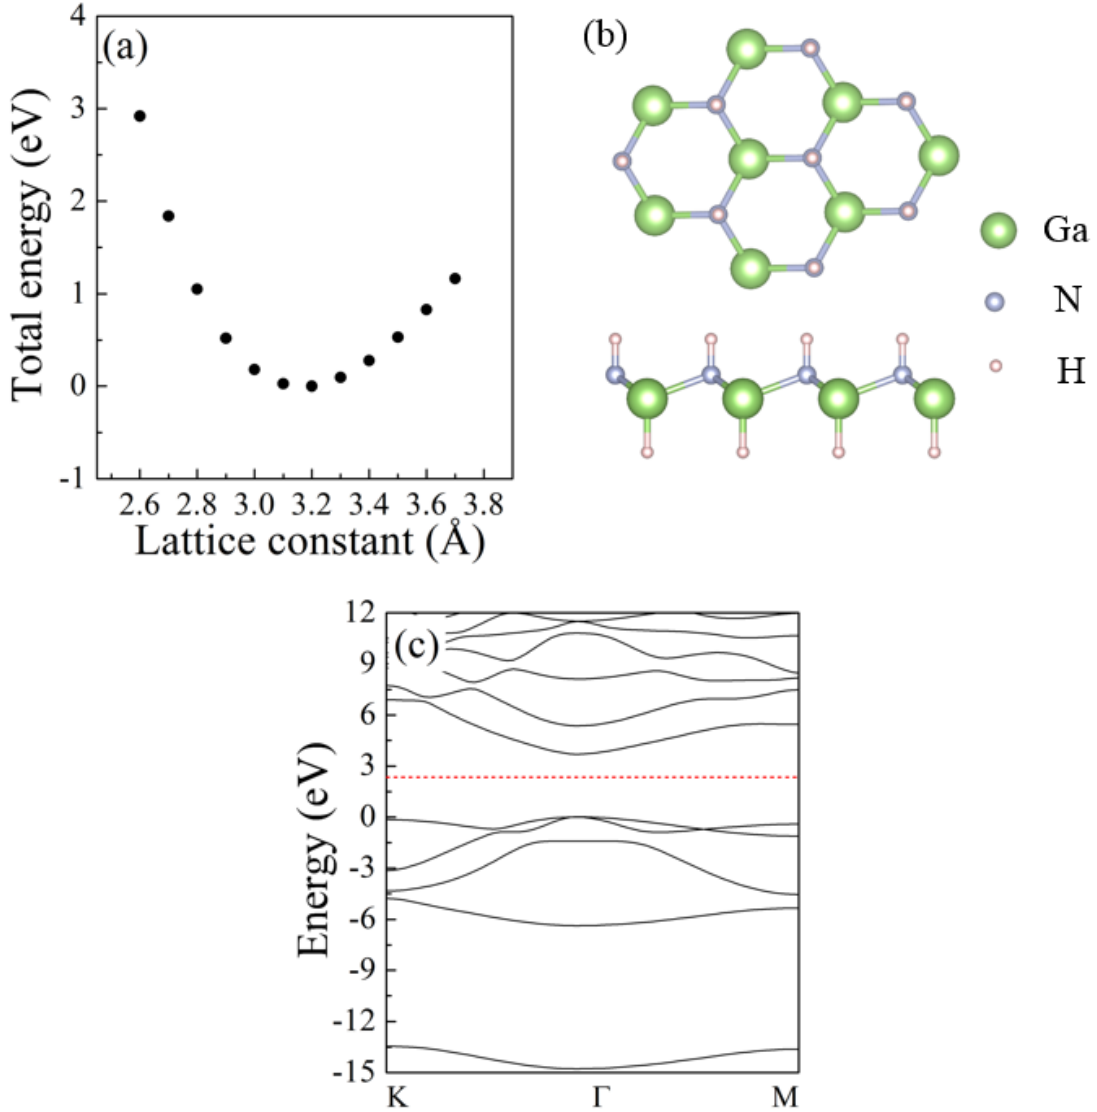 (a)
Total energy (eV)
4
3
2
1
0
-1
2.6 2.8 3.0 3.2 3.4 3.6 3.8
Lattice constant (Å)
(b)
Ga
N
H
(c)
Energy (eV)
12
9
6
3
0
-3
-6
-9
-12
-15
K Γ M